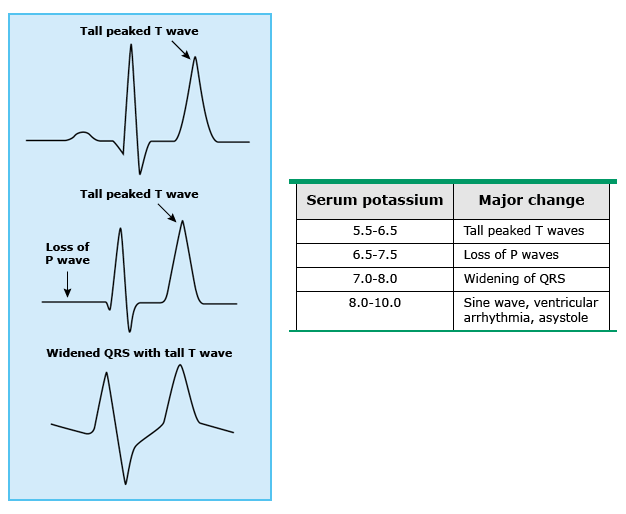 Tall peaked T wave
Tall peaked T wave
Loss of
P wave
Widened QRS with tall T wave
Serum potassium Major change
5.5-6.5 Tall peaked T waves
6.5-7.5 Loss of P waves
7.0-8.0 Widening of QRS
8.0-10.0 Sine wave, ventricular
arrhythmia, asystole